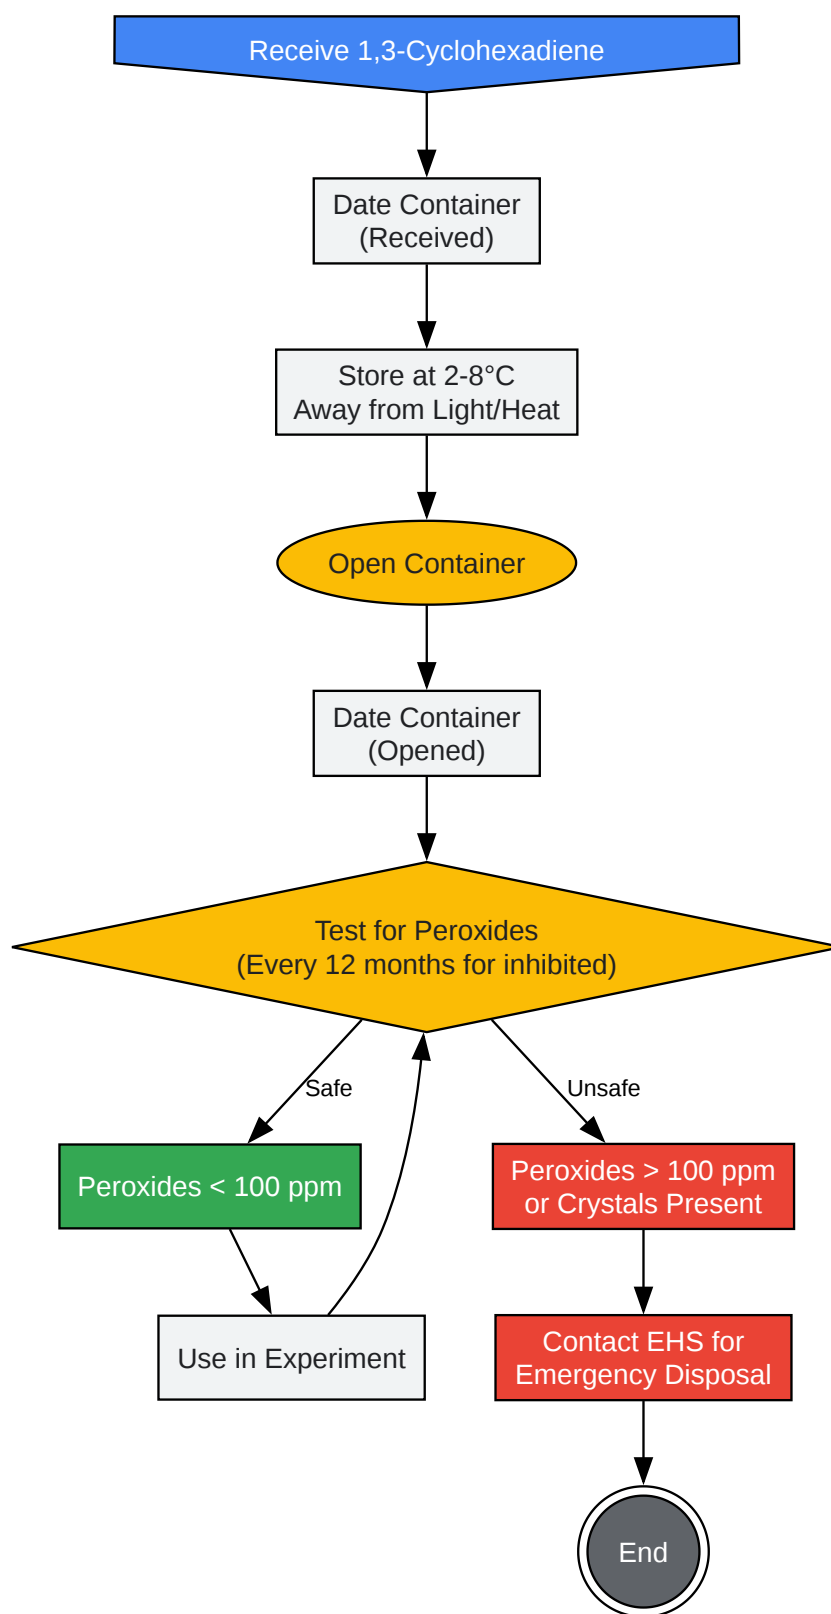 Receive 1,3-Cyclohexadiene
Date Container
(Received)
Store at 2-8°C
Away from Light/Heat
Open Container
Date Container
(Opened)
Test for Peroxides
(Every 12 months for inhibited)
Safe
Unsafe
Peroxides < 100 ppm
Peroxides > 100 ppm
or Crystals Present
Use in Experiment
Contact EHS for
Emergency Disposal
End